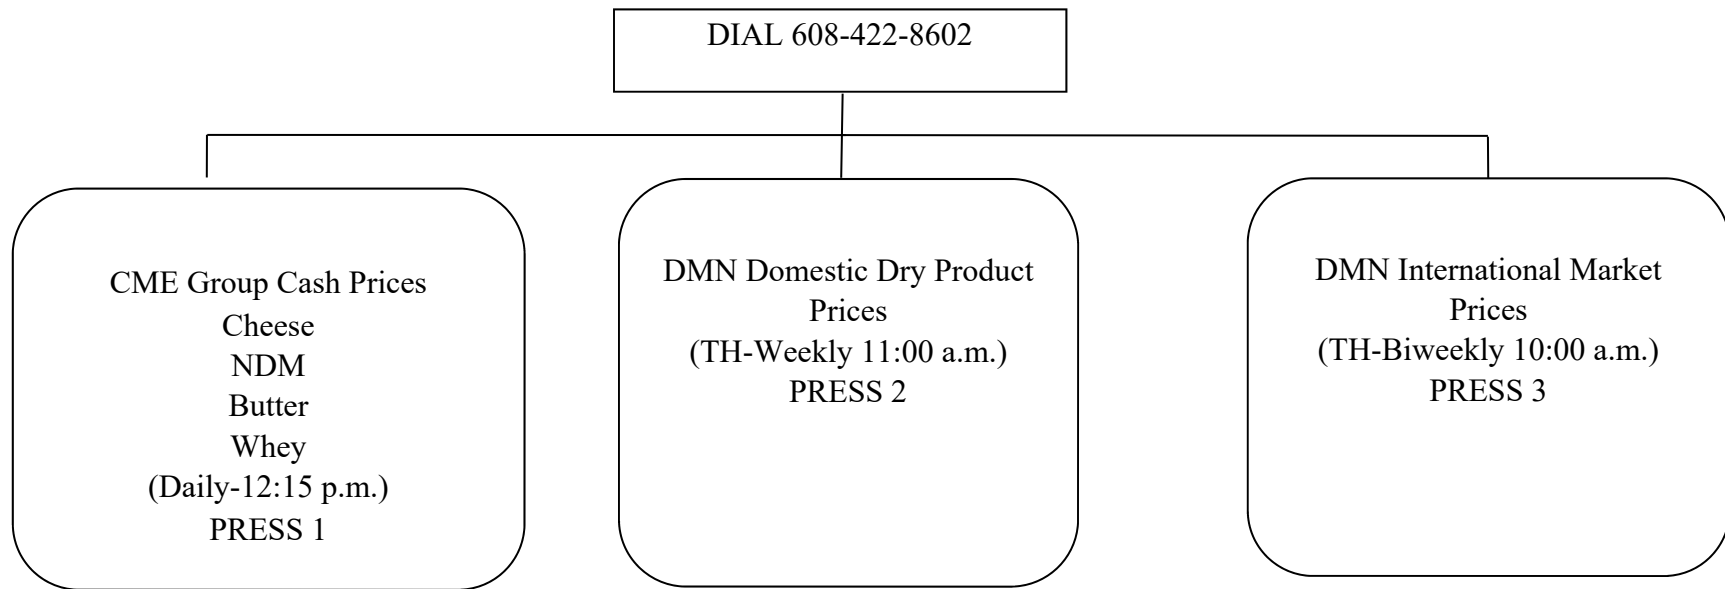 DIAL 608-422-8602
CME Group Cash Prices
Cheese
NDM
Butter
Whey
(Daily-12:15 p.m.)
PRESS 1
DMN Domestic Dry Product
Prices
(TH-Weekly 11:00 a.m.)
PRESS 2
DMN International Market
Prices
(TH-Biweekly 10:00 a.m.)
PRESS 3